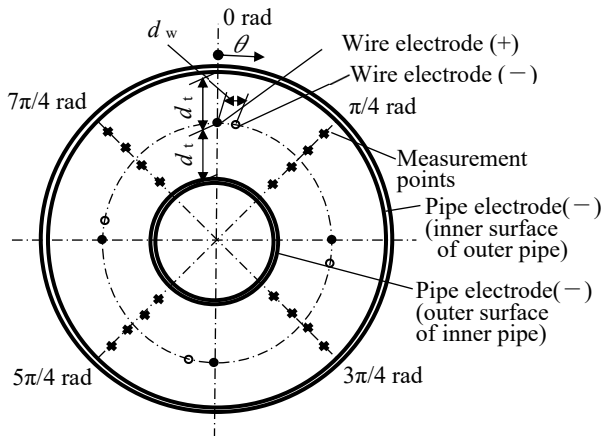 0 rad
d w
θ
Wire electrode (+)
Wire electrode (－)
7π/4 rad
π/4 rad
d t
d t
Measurement
points
Pipe electrode(－)
(inner surface
of outer pipe)
Pipe electrode(－)
(outer surface
of inner pipe)
5π/4 rad
3π/4 rad